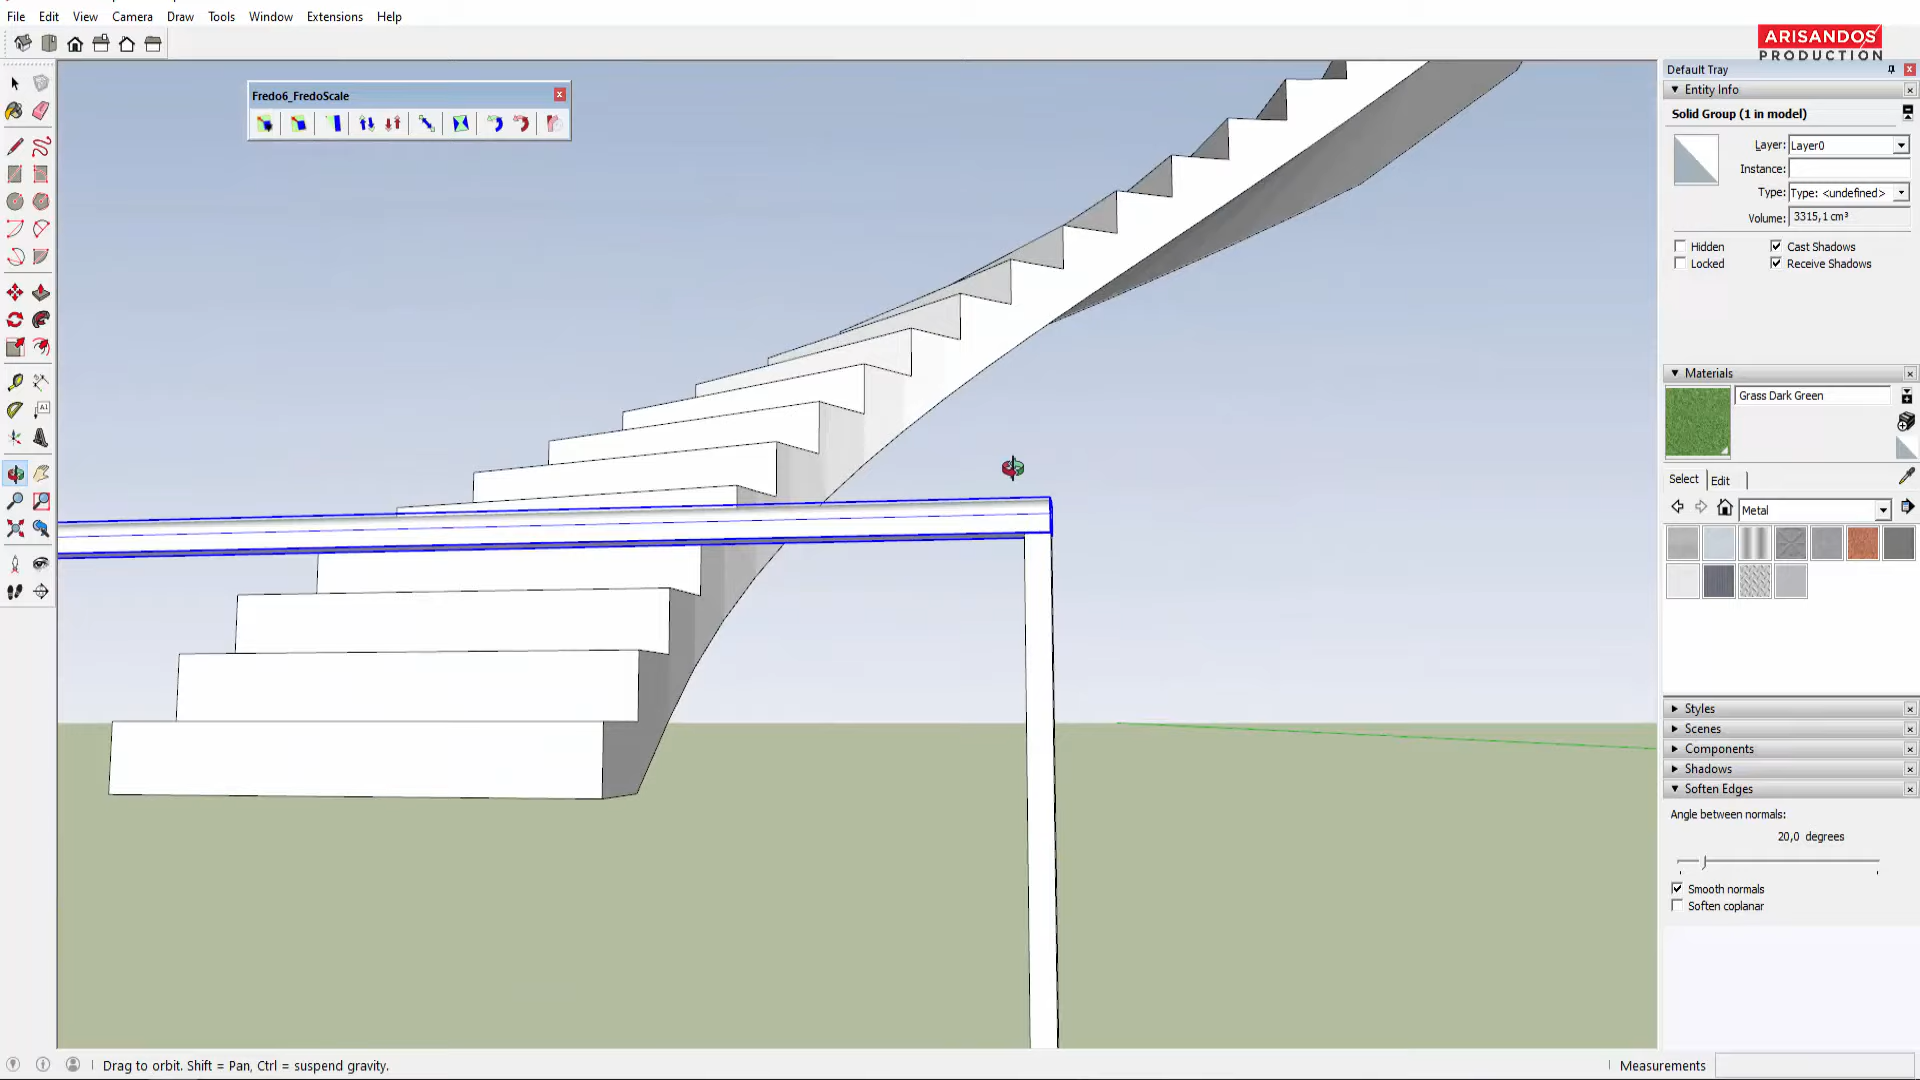 File Edit View Camera Draw Tools Window Extensions Help
ARISANDOS
PRODUCTION
Default Tray
Fredo6_FredoScale
Entity Info
Solid Group (1 in model)
Layer: Layer0
Instance:
Type: Type: <undefined>
Volume: 3315,1 cm³
Hidden Cast Shadows
Locked Receive Shadows
Materials
Grass Dark Green
Select Edit
Metal
Styles
Scenes
Components
Shadows
Soften Edges
Angle between normals:
20,0 degrees
Smooth normals
Soften coplanar
Drag to orbit. Shift = Pan, Ctrl = suspend gravity.
Measurements